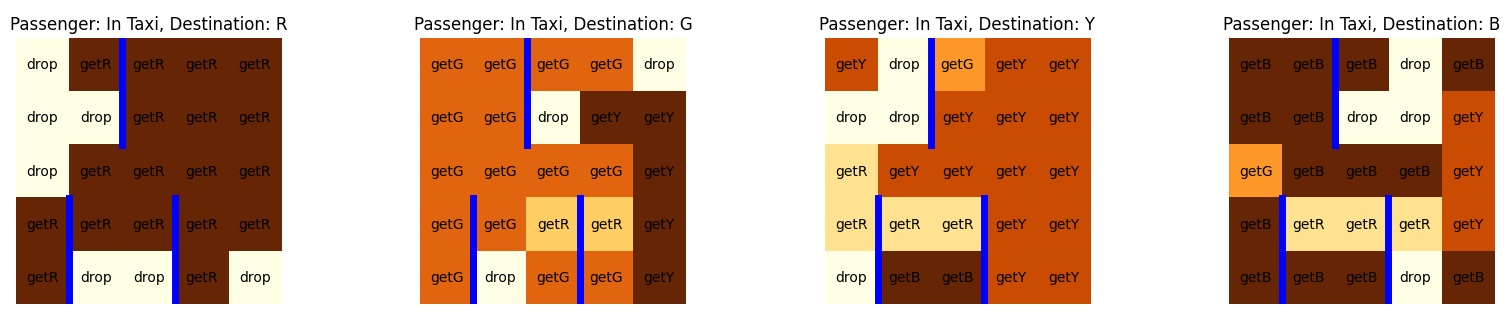 Passenger: In Taxi, Destination: R
drop getR getR getR getR
drop drop getR getR getR
drop getR getR getR getR
getR getR getR getR getR
getR drop drop getR drop
Passenger: In Taxi, Destination: G
getG getG getG getG drop
getG getG drop getY getY
getG getG getG getG getY
getG getG getR getR getY
getG drop getG getG getY
Passenger: In Taxi, Destination: Y
getY drop getG getY getY
drop drop getY getY getY
getR getY getY getY getY
getR getR getR getY getY
drop getB getB getY getY
Passenger: In Taxi, Destination: B
getB getB getB drop getB
getB getB drop drop getY
getG getB getB getB getY
getB getR getR getR getY
getB getB getB drop getB